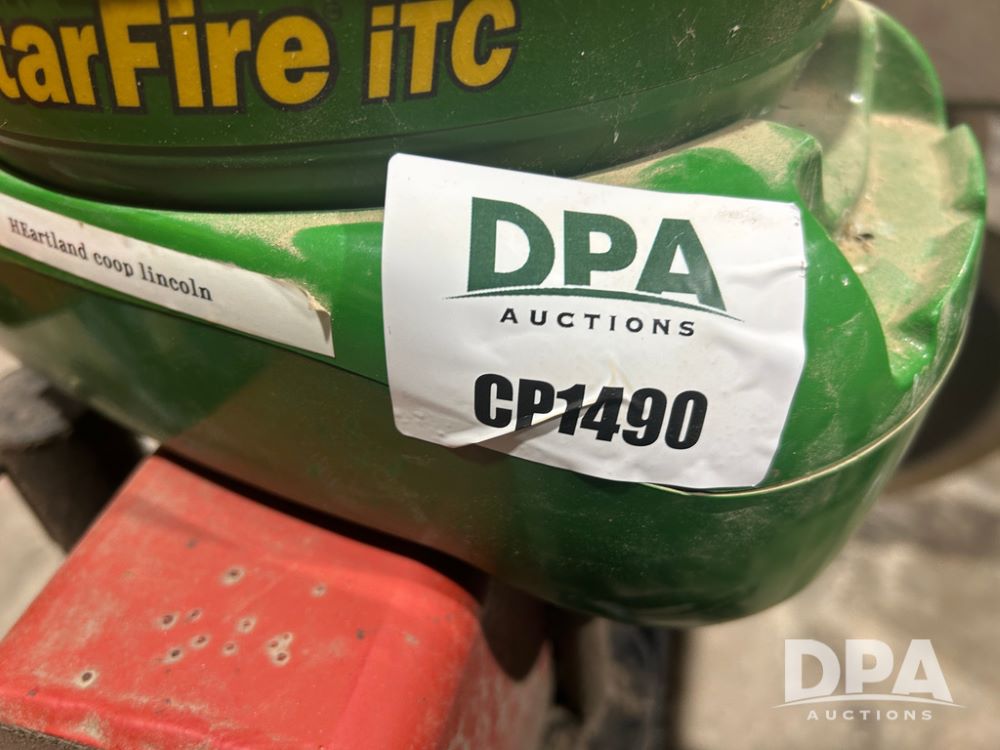 tarFire iTC
HEartland coop lincoln
DPA
AUCTIONS
CP1490
DPA
AUCTIONS